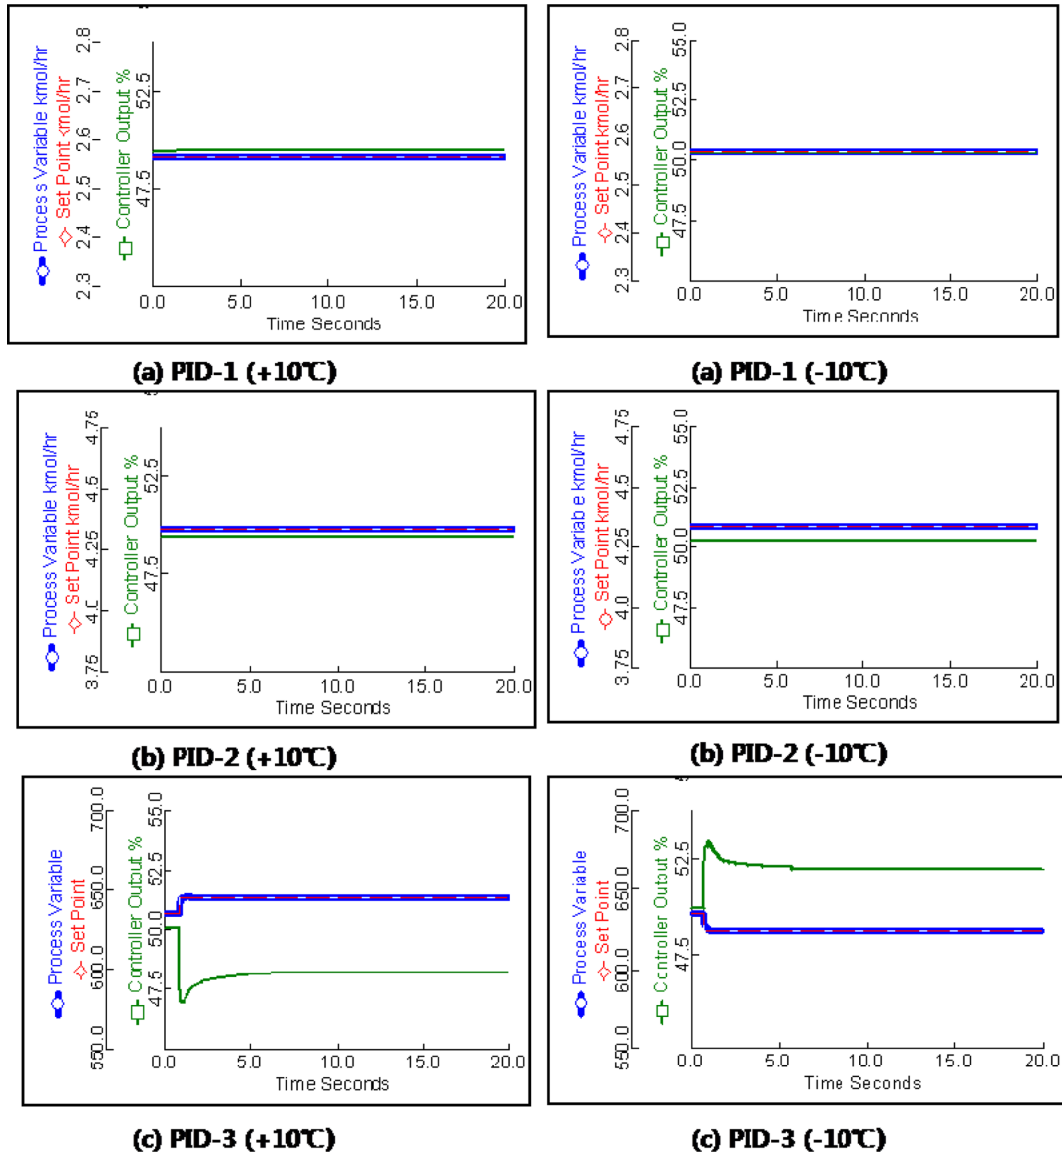 Process Variable kmol/hr
Set Point kmol/hr
Controller Output %
2.8
2.7
2.6
2.5
2.4
2.3
52.5
47.5
0.0 5.0 10.0 15.0 20.0
Time Seconds
(a) PID-1 (+10℃)
Process Variable kmol/hr
Set Point kmol/hr
Controller Output %
2.8
2.7
2.6
2.5
2.4
2.3
55.0
52.5
50.0
47.5
0.0 5.0 10.0 15.0 20.0
Time Seconds
(a) PID-1 (-10℃)
Process Variable kmol/hr
Set Point kmol/hr
Controller Output %
4.75
4.5
4.25
4.0
3.75
52.5
47.5
0.0 5.0 10.0 15.0 20.0
Time Seconds
(b) PID-2 (+10℃)
Process Variable kmol/hr
Set Point kmol/hr
Controller Output %
4.75
4.5
4.25
4.0
3.75
55.0
52.5
50.0
47.5
0.0 5.0 10.0 15.0 20.0
Time Seconds
(b) PID-2 (-10℃)
Process Variable
Set Point
Controller Output %
700.0
650.0
600.0
550.0
55.0
52.5
50.0
47.5
0.0 5.0 10.0 15.0 20.0
Time Seconds
(c) PID-3 (+10℃)
Process Variable
Set Point
Controller Output %
700.0
650.0
600.0
550.0
52.5
47.5
0.0 5.0 10.0 15.0 20.0
Time Seconds
(c) PID-3 (-10℃)